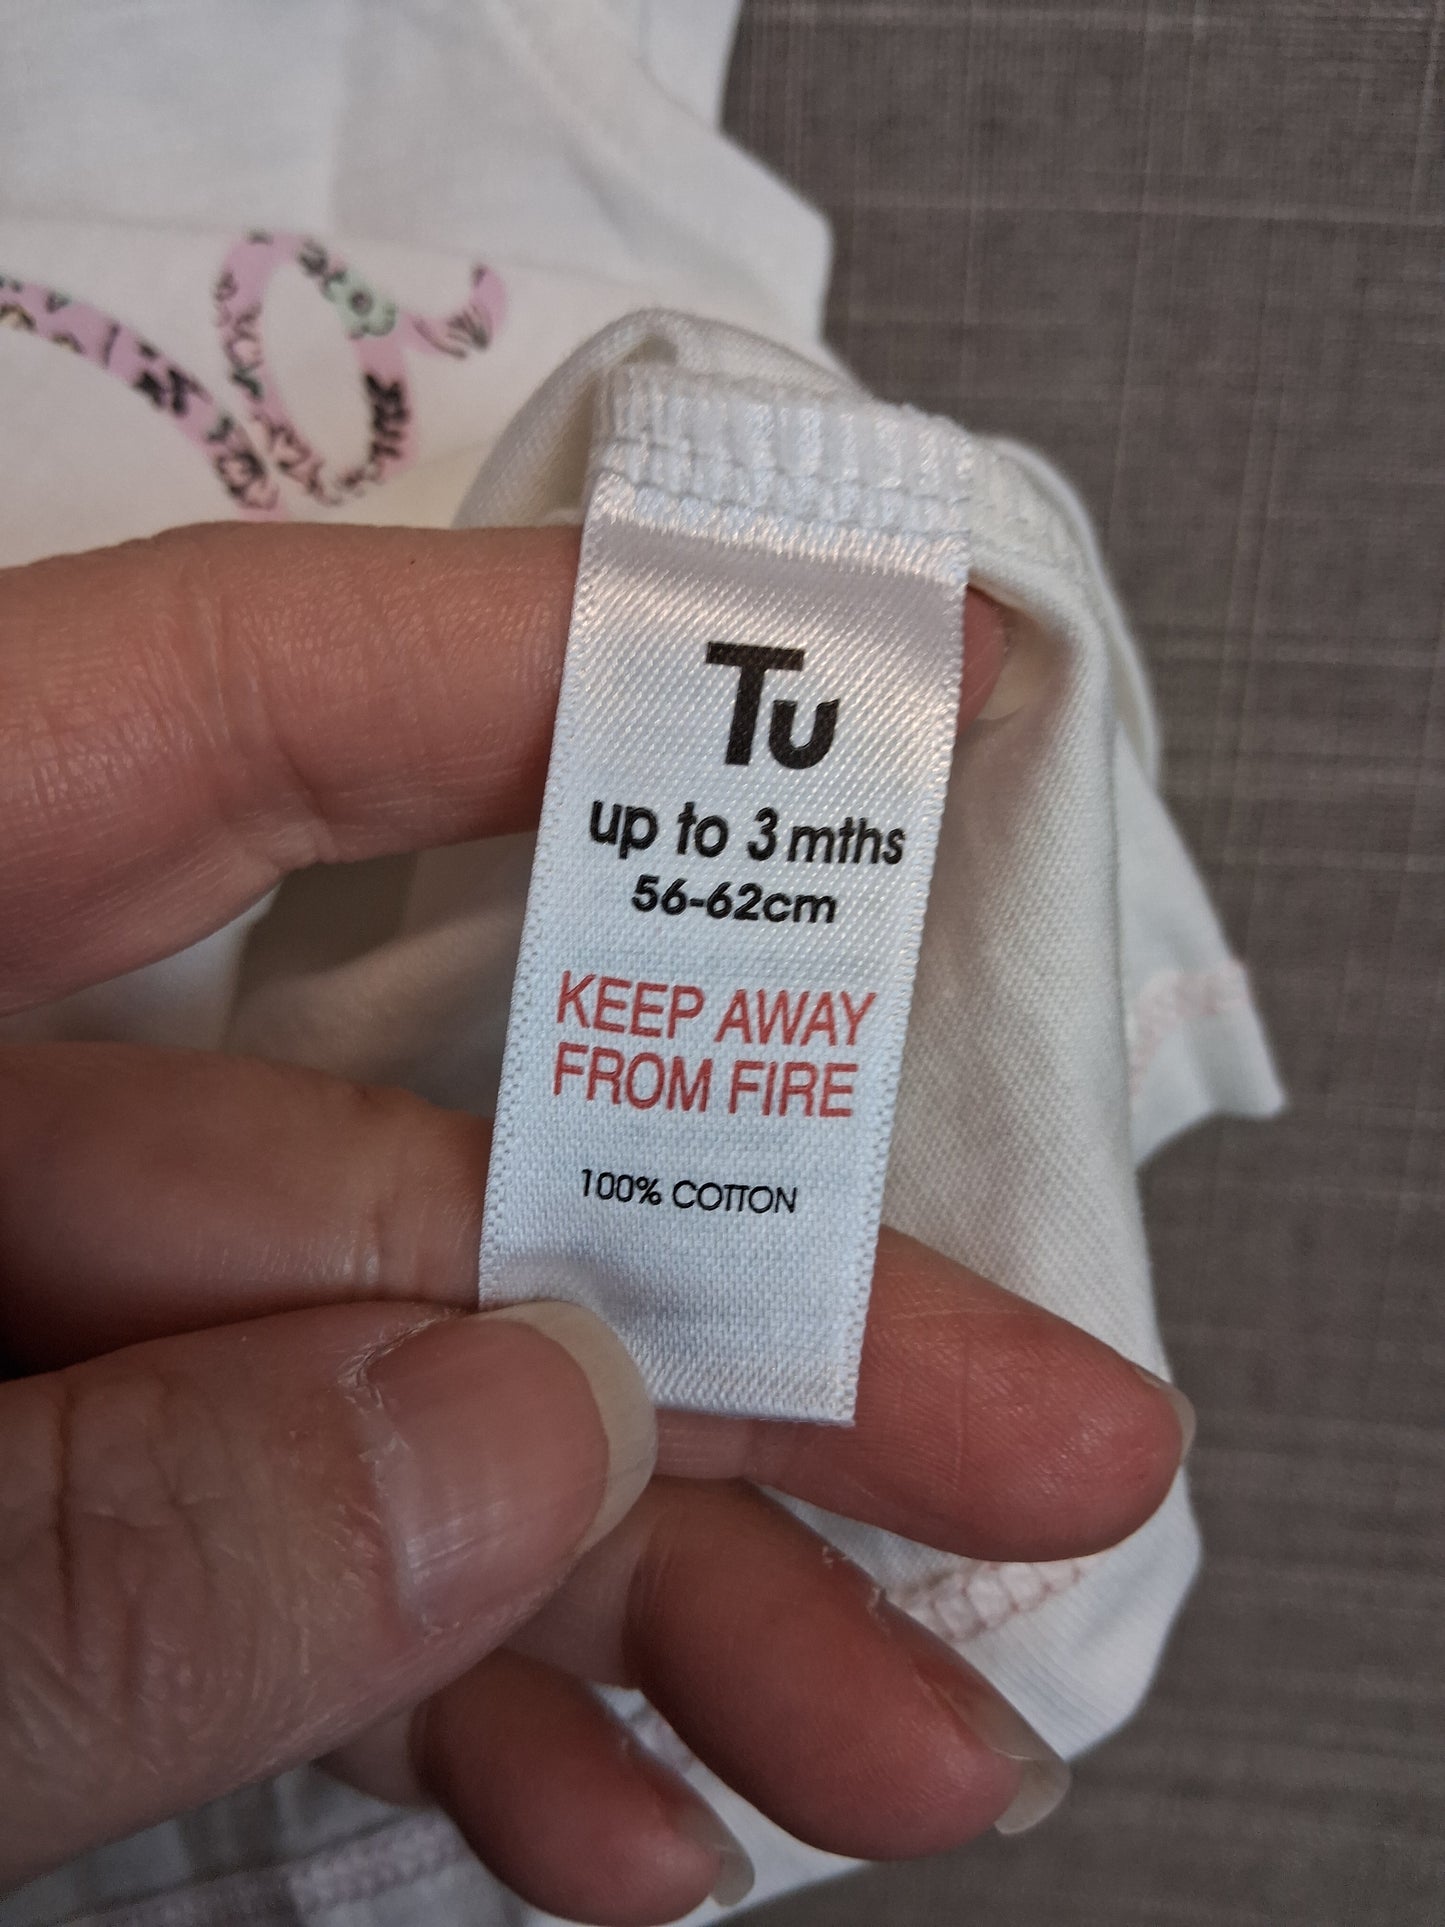 Tu
up to 3 mths
56-62cm
KEEP AWAY
FROM FIRE
100% COTTON